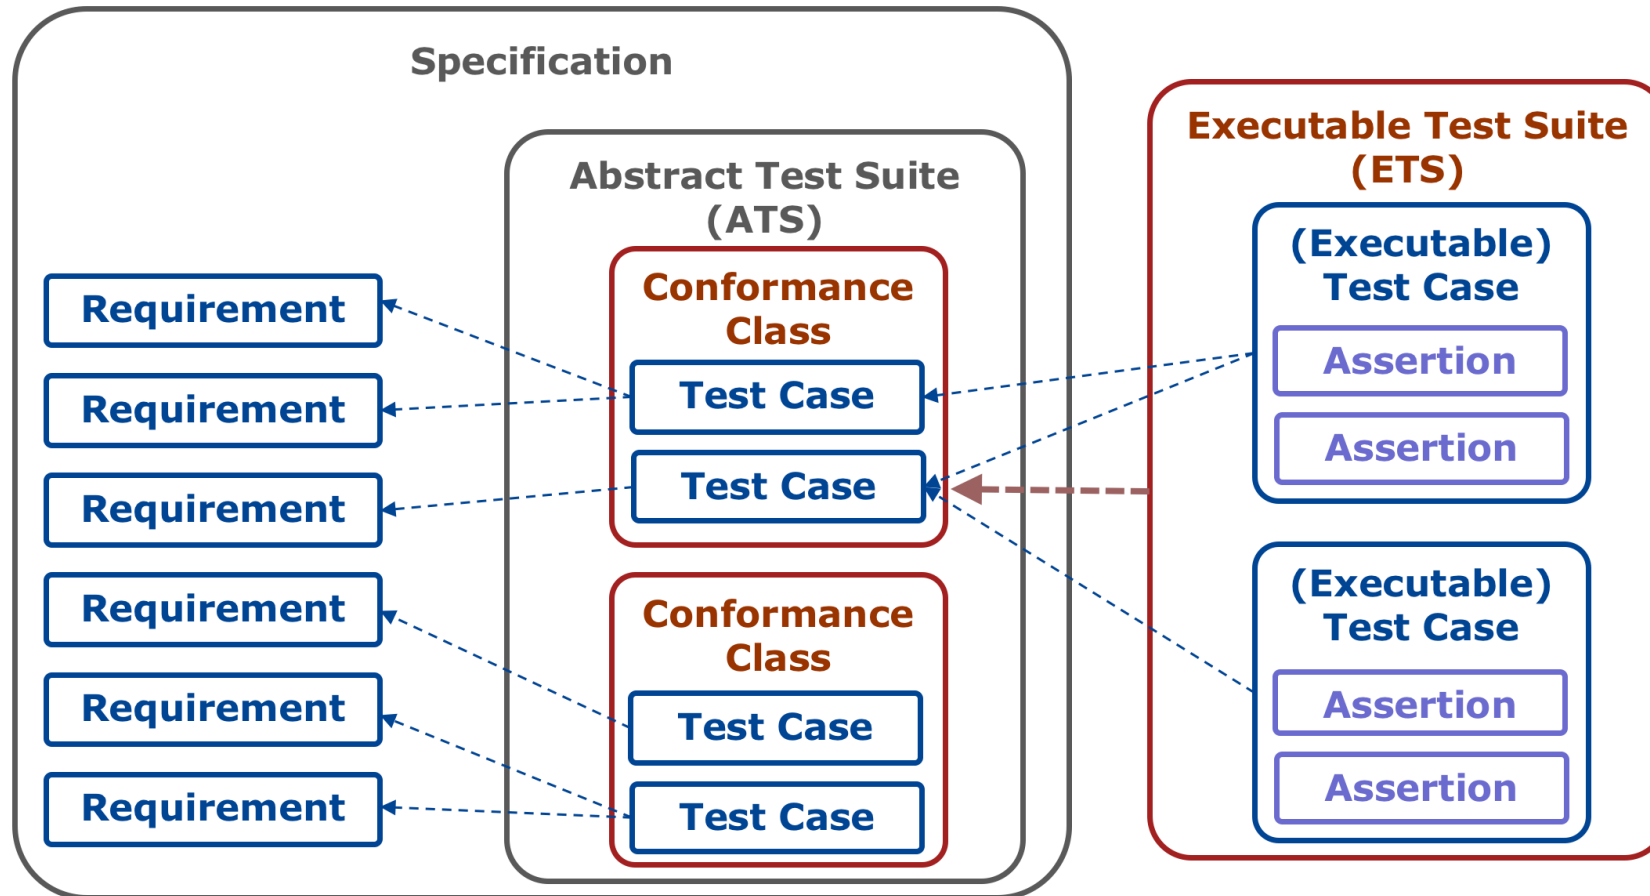 Specification
Abstract Test Suite
(ATS)
Requirement
Requirement
Requirement
Requirement
Requirement
Requirement
Conformance
Class
Test Case
Test Case
Conformance
Class
Test Case
Test Case
Executable Test Suite
(ETS)
(Executable)
Test Case
Assertion
Assertion
(Executable)
Test Case
Assertion
Assertion